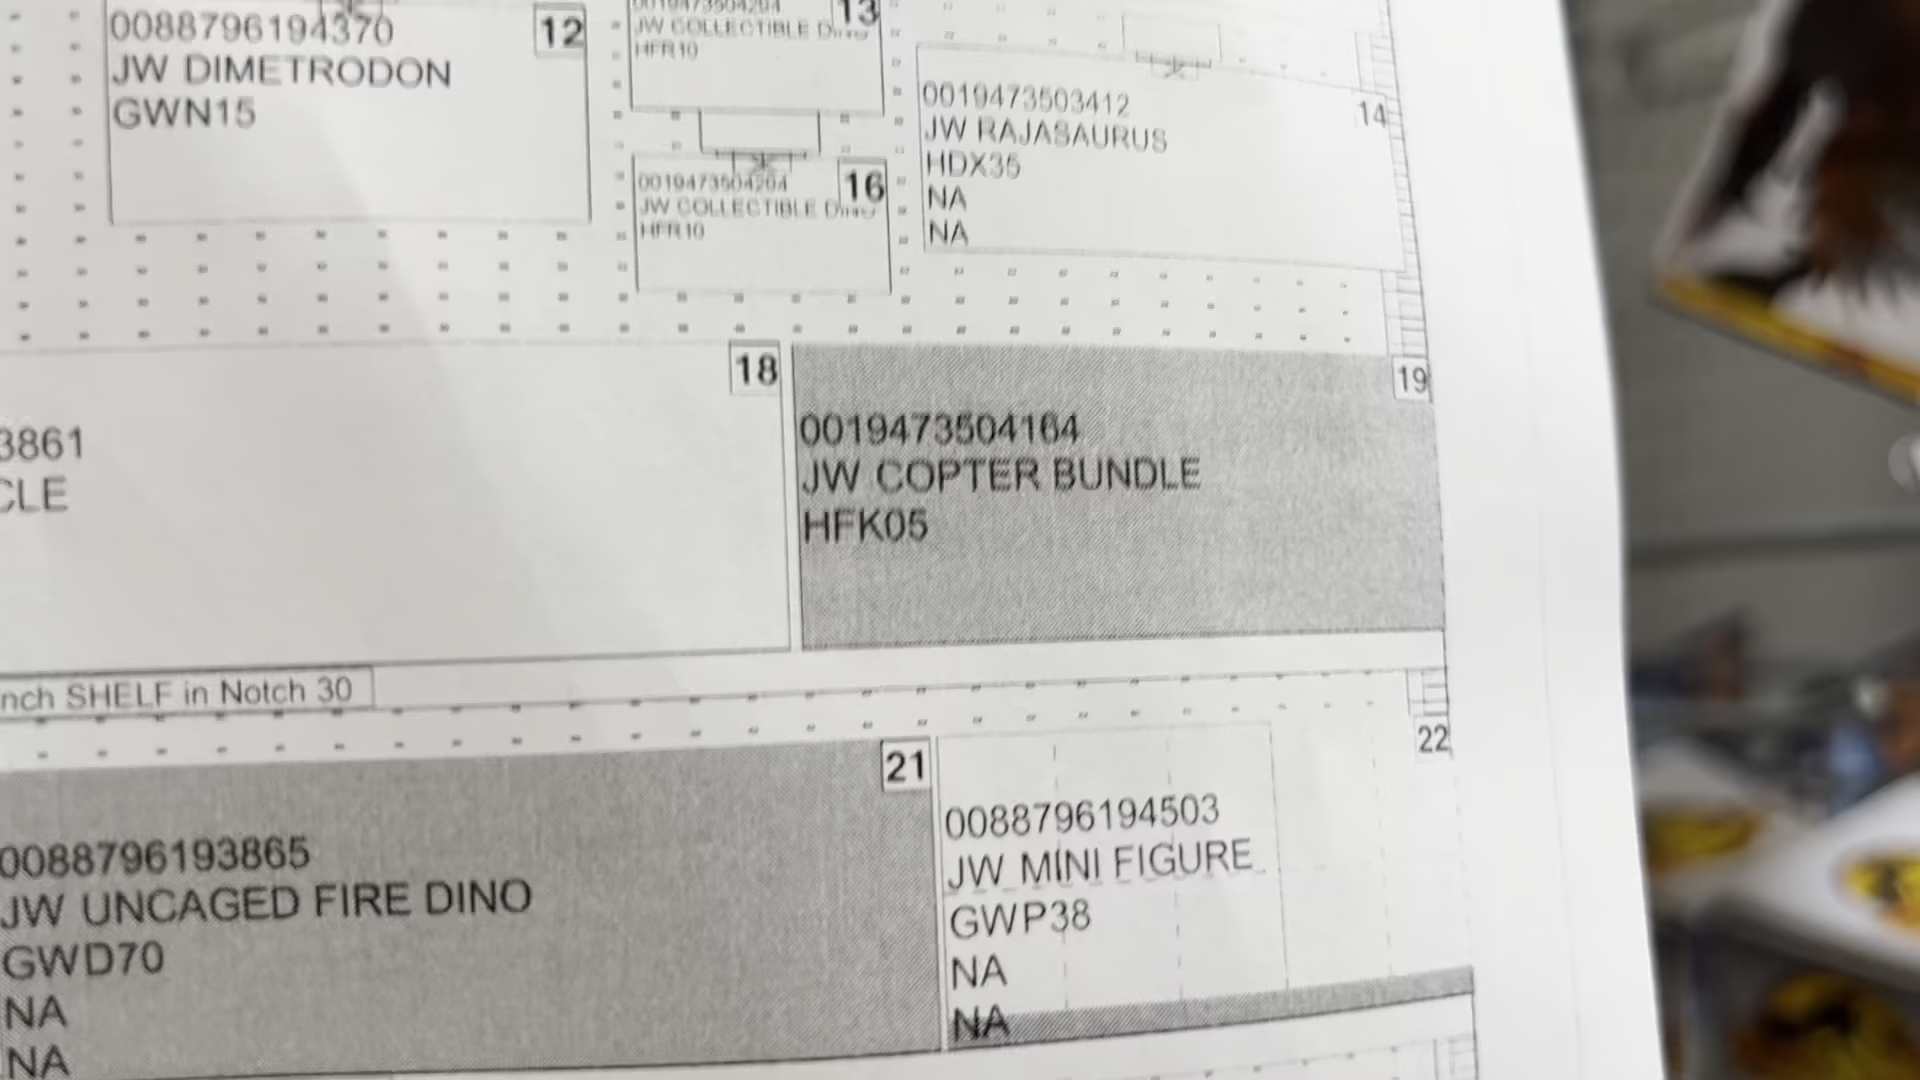 0088796194370
12
JW DIMETRODON
GWN15
13
JW COLLECTIBLE
HFR10
0019473503412
14
JW RAJASAURUS
HDX35
NA
NA
0019473504204
16
JW COLLECTIBLE
HFR10
18
3861
CLE
19
0019473504164
JW COPTER BUNDLE
HFK05
nch SHELF in Notch 30
21
0088796193865
JW UNCAGED FIRE DINO
GWD70
NA
NA
22
0088796194503
JW MINI FIGURE
GWP38
NA
NA